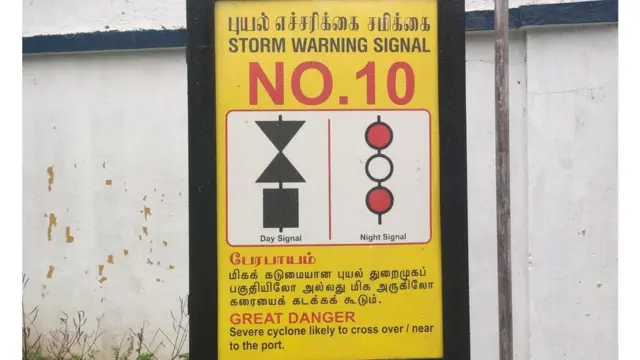 புயல் எச்சரிக்கை சமிக்கை
STORM WARNING SIGNAL
NO.10
Day Signal
Night Signal
பேரபாயம்
மிகக் கடுமையான புயல் துறைமுகப்
பகுதியிலோ அல்லது மிக அருகிலோ
கரையைக் கடக்கக் கூடும்.
GREAT DANGER
Severe cyclone likely to cross over / near
to the port.